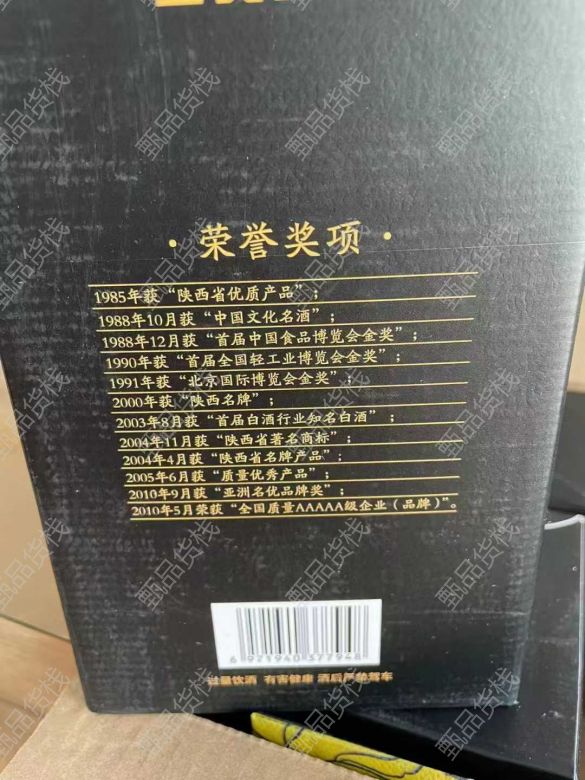 · 荣誉奖项 ·
1985年获“陕西省优质产品”；
1988年10月获“中国文化名酒”；
1988年12月获“首届中国食品博览会金奖”；
1990年获“首届全国轻工业博览会金奖”；
1991年获“北京国际博览会金奖”；
2000年获“陕西名牌”；
2003年8月获“首届白酒行业知名白酒”；
2004年11月获“陕西省著名商标”；
2004年4月获“陕西省名牌产品”；
2005年6月获“质量优秀产品”；
2010年9月获“亚洲名优品牌奖”；
2010年5月荣获“全国质量AAAAA级企业（品牌）”。
6 971940 377948
过量饮酒 有害健康 酒后严禁驾车
甄品货栈